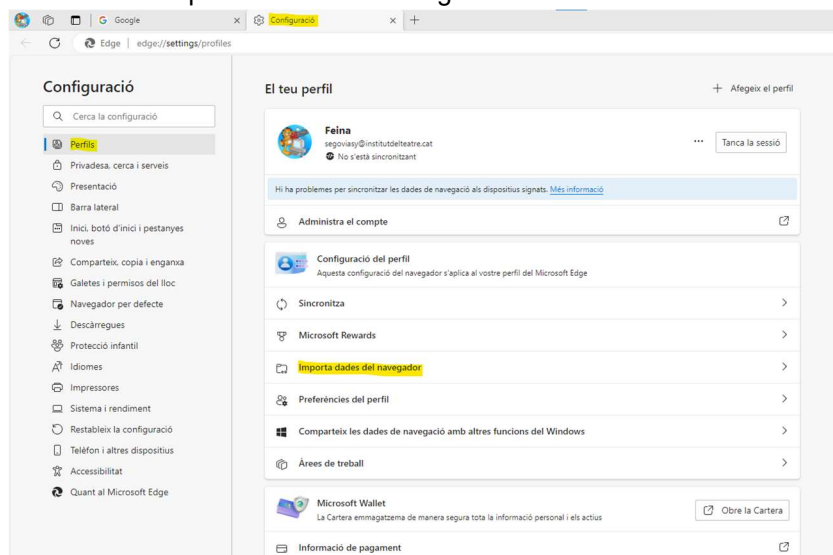 Google
Configuració
Edge | edge://settings/profiles
Configuració
Cerca la configuració
Perfils
Privadesa, cerca i serveis
Presentació
Barra lateral
Inici, botó d'inici i pestanyes
noves
Comparteix, copia i enganxa
Galetes i permisos del lloc
Navegador per defecte
Descàrregues
Protecció infantil
Idiomes
Impressores
Sistema i rendiment
Restableix la configuració
Telèfon i altres dispositius
Accessibilitat
Quant al Microsoft Edge
El teu perfil
Afegeix el perfil
Feina
segoviasy@institutdelteatre.cat
No s'està sincronitzant
Tanca la sessió
Hi ha problemes per sincronitzar les dades de navegació als dispositius signats. Més informació
Administra el compte
Configuració del perfil
Aquesta configuració del navegador s'aplica al vostre perfil del Microsoft Edge
Sincronitza
Microsoft Rewards
Importa dades del navegador
Preferències del perfil
Comparteix les dades de navegació amb altres funcions del Windows
Àrees de treball
Microsoft Wallet
La Cartera emmagatzema de manera segura tota la informació personal i els actius
Obre la Cartera
Informació de pagament